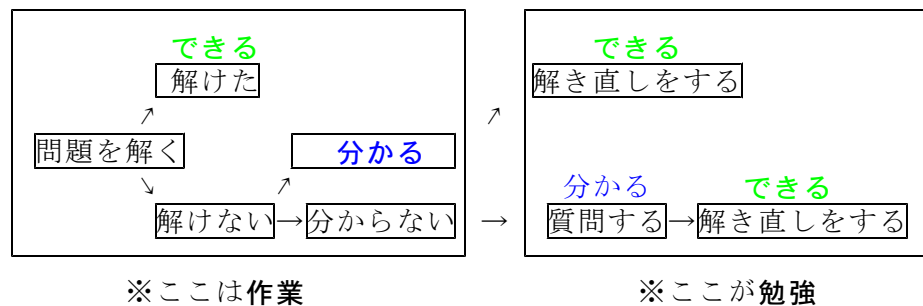 できる
解けた
問題を解く
分かる
解けない→分からない
※ここは作業
→
できる
解き直しをする
分かる できる
質問する→解き直しをする
※ここが勉強